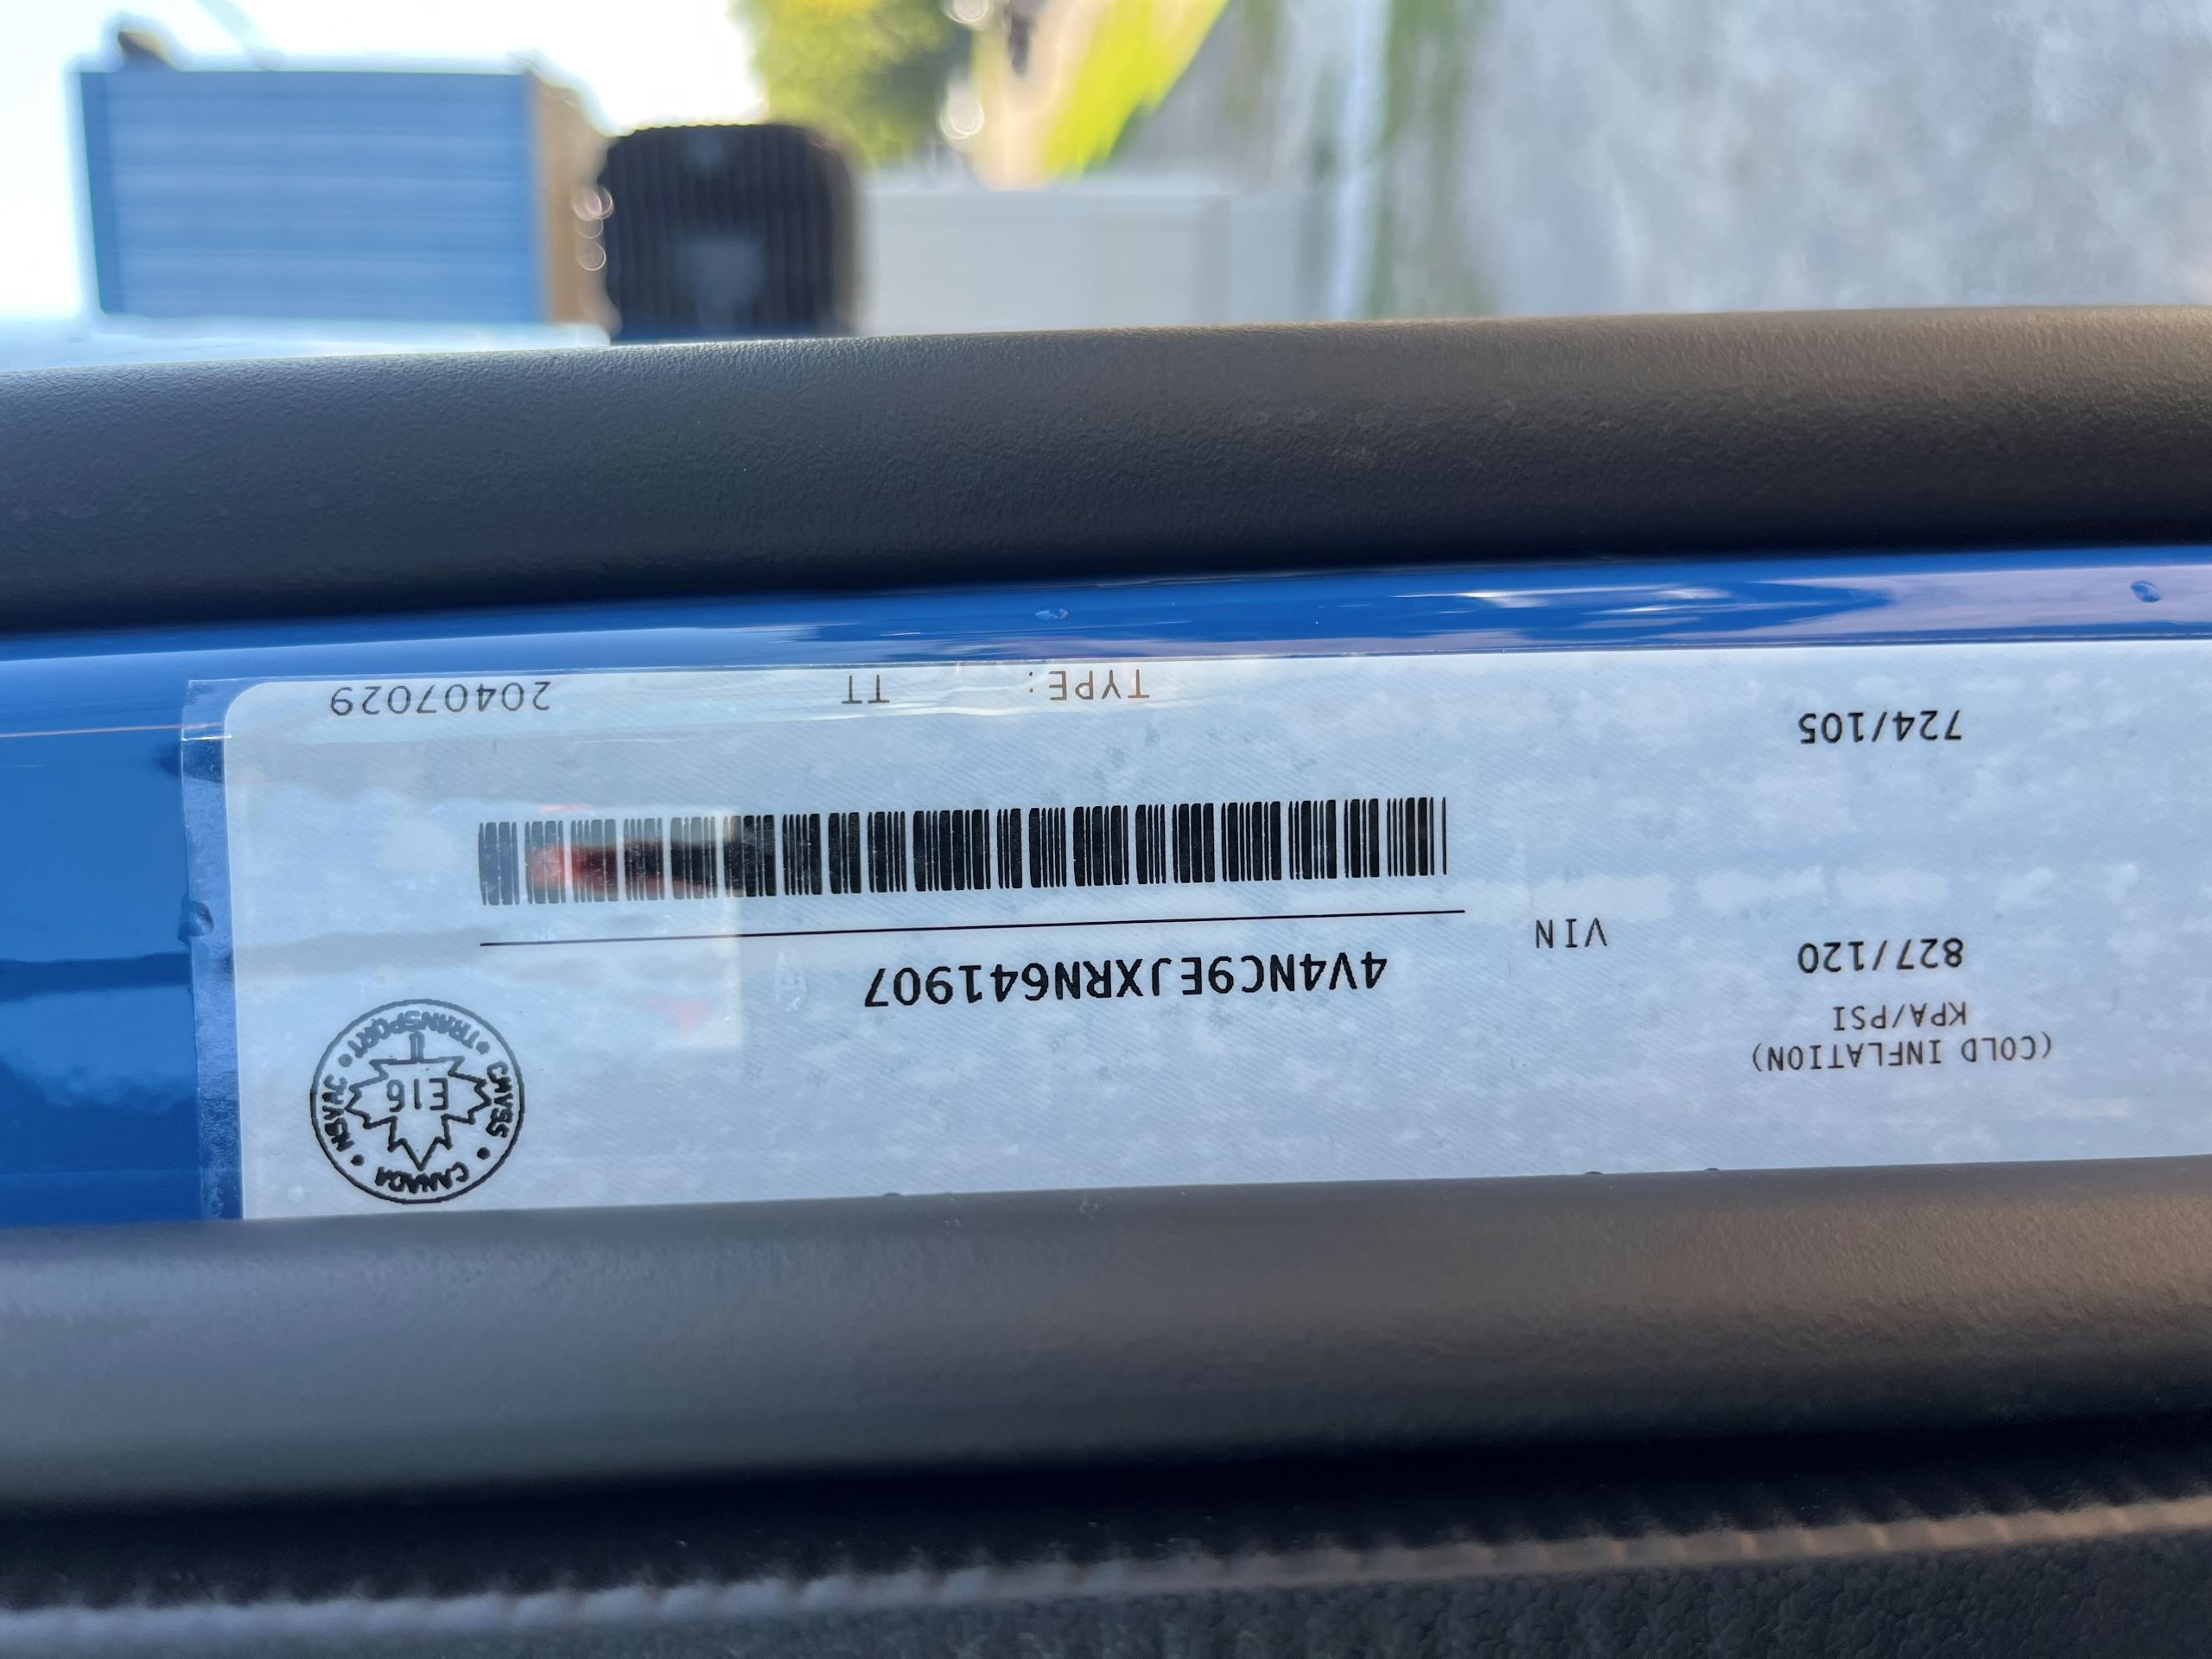 (COLD INFLATION)
KPA/PSI
827/120
724/105
VIN
4V4NC9EJXRN641907
TYPE: TT 20407029
CANADA • CMVSS • TRANSPORT • NSVAC •
E16